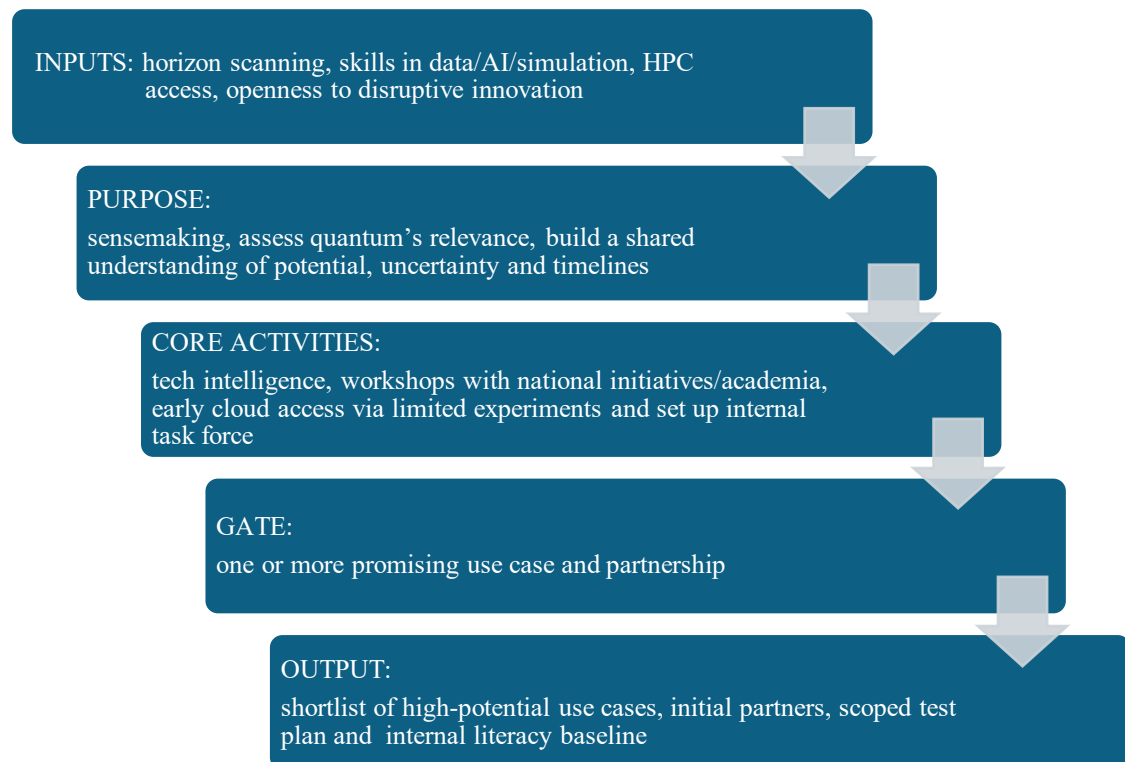 INPUTS: horizon scanning, skills in data/AI/simulation, HPC
access, openness to disruptive innovation
PURPOSE:
sensemaking, assess quantum’s relevance, build a shared
understanding of potential, uncertainty and timelines
CORE ACTIVITIES:
tech intelligence, workshops with national initiatives/academia,
early cloud access via limited experiments and set up internal
task force
GATE:
one or more promising use case and partnership
OUTPUT:
shortlist of high-potential use cases, initial partners, scoped test
plan and  internal literacy baseline